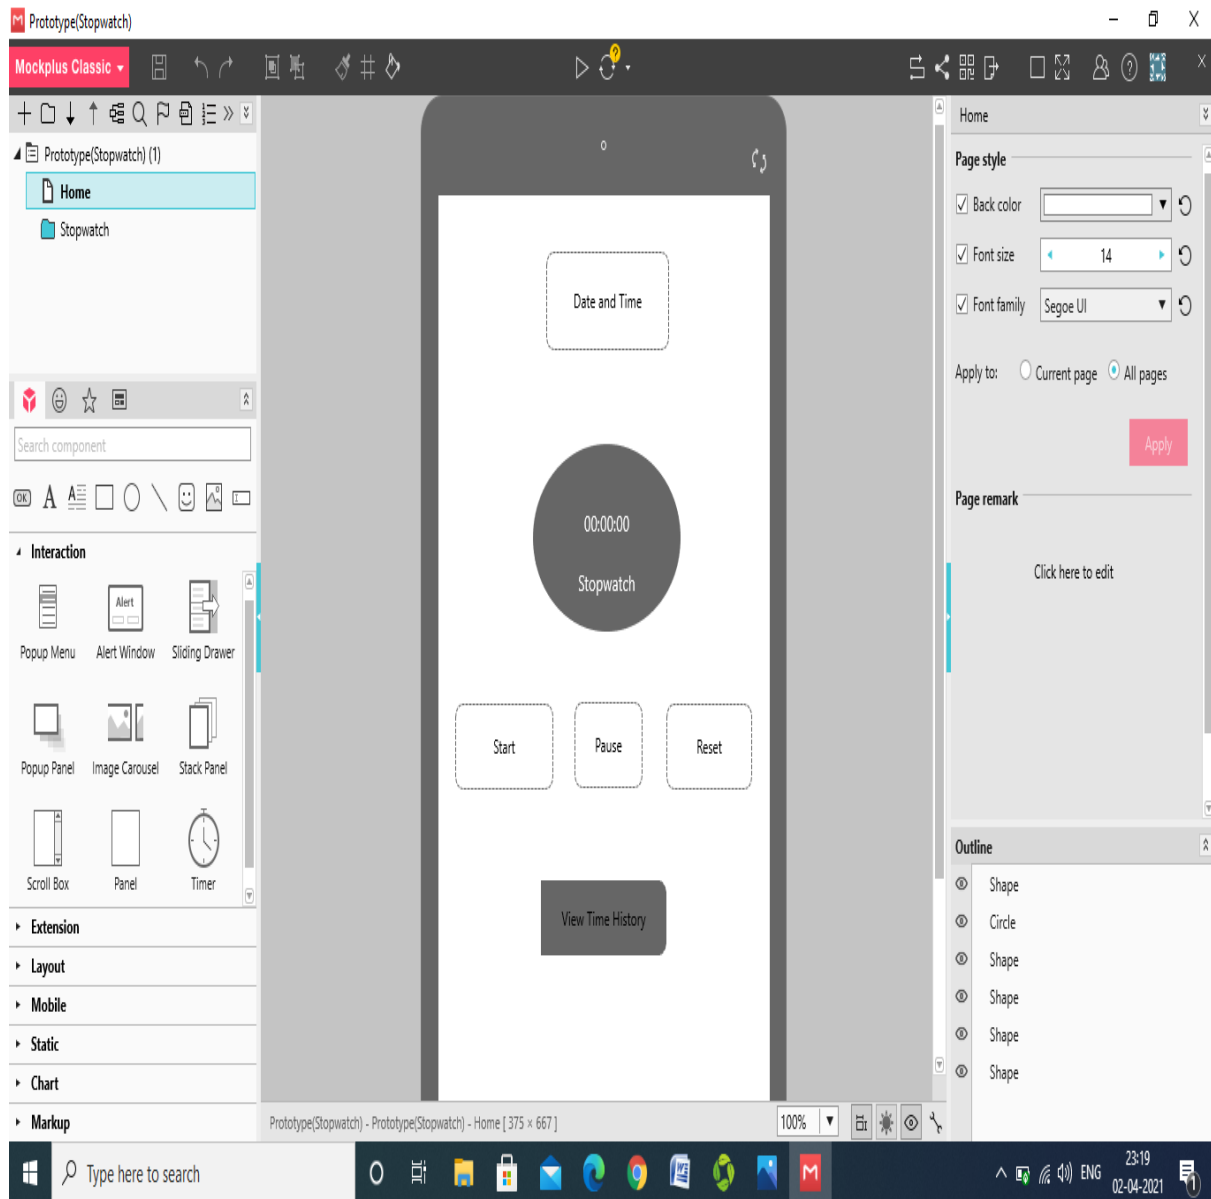 Prototype(Stopwatch)
Mockplus Classic
Prototype(Stopwatch) (1)
Home
Stopwatch
Search component
OK
Interaction
Alert
Popup Menu
Alert Window
Sliding Drawer
Popup Panel
Image Carousel
Stack Panel
Scroll Box
Panel
Timer
Extension
Layout
Mobile
Static
Chart
Markup
Date and Time
00:00:00
Stopwatch
Start
Pause
Reset
View Time History
Prototype(Stopwatch) - Prototype(Stopwatch) - Home [ 375 × 667 ]
100%
Home
Page style
Back color
Font size
14
Font family
Segoe UI
Apply to:
Current page
All pages
Apply
Page remark
Click here to edit
Outline
Shape
Circle
Shape
Shape
Shape
Shape
Type here to search
ENG
23:19
02-04-2021
1